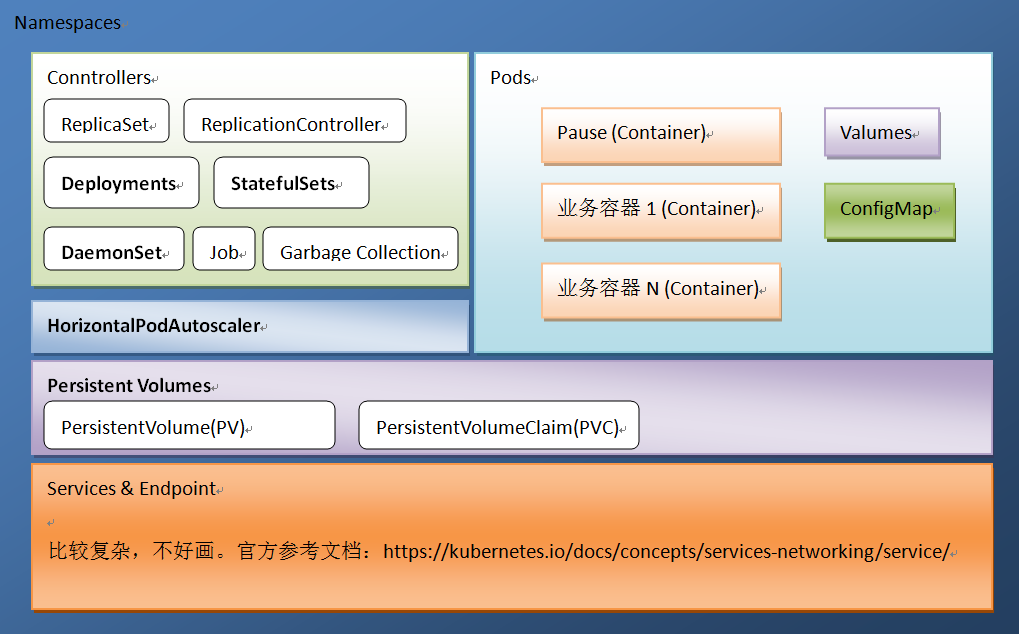 Namespaces
Conntrollers
ReplicaSet
ReplicationController
Deployments
StatefulSets
DaemonSet
Job
Garbage Collection
HorizontalPodAutoscaler
Pods
Pause (Container)
业务容器 1 (Container)
业务容器 N (Container)
Valumes
ConfigMap
Persistent Volumes
PersistentVolume(PV)
PersistentVolumeClaim(PVC)
Services & Endpoint
比较复杂，不好画。官方参考文档：https://kubernetes.io/docs/concepts/services-networking/service/